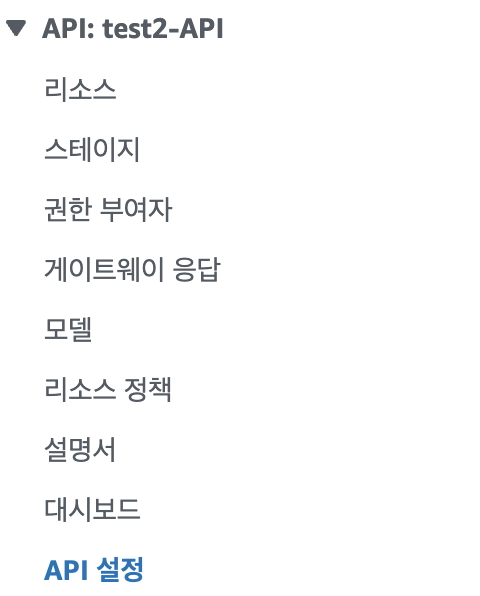 API: test2-API
리소스
스테이지
권한 부여자
게이트웨이 응답
모델
리소스 정책
설명서
대시보드
API 설정